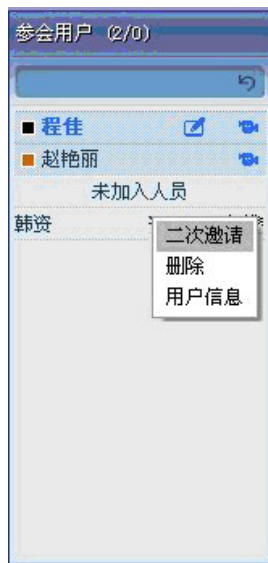 参会用户 (2/0)
程佳
赵艳丽
未加入人员
韩资
二次邀请
删除
用户信息